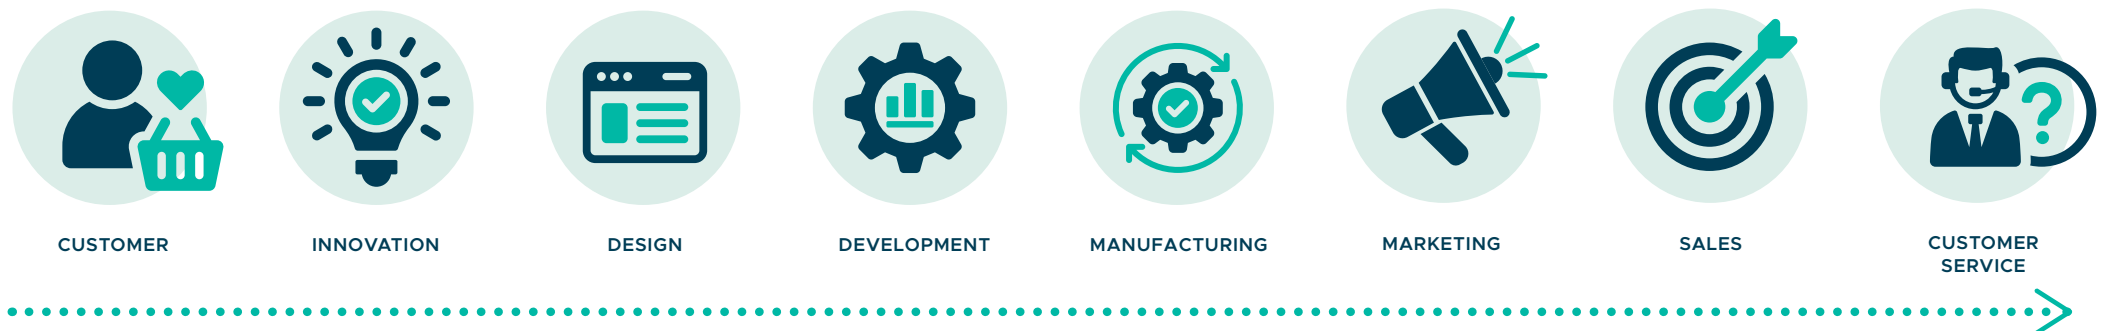 CUSTOMER
INNOVATION
DESIGN
DEVELOPMENT
MANUFACTURING
MARKETING
SALES
CUSTOMER
SERVICE
?